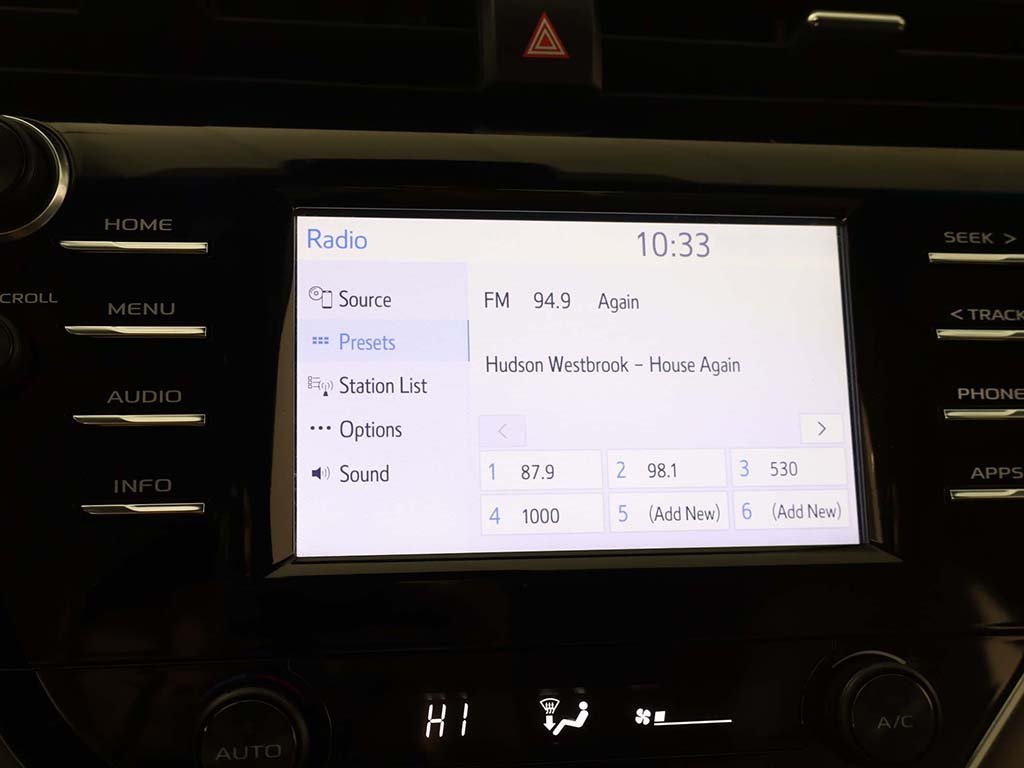 HOME
MENU
AUDIO
INFO
CROLL
Radio 10:33
Source
Presets
Station List
Options
Sound
FM 94.9 Again
Hudson Westbrook – House Again
< >
1 87.9 2 98.1 3 530
4 1000 5 (Add New) 6 (Add New)
SEEK >
< TRACK
PHONE
APPS
AUTO
HI
A/C